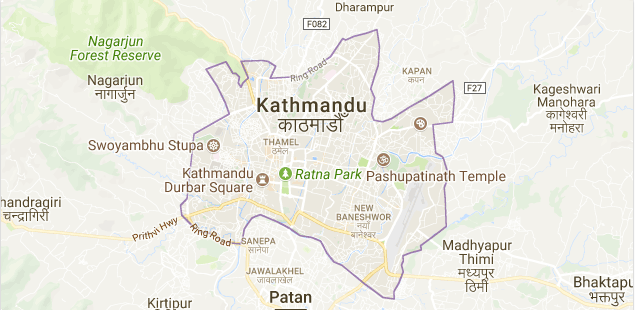 Dharampur
F082
Nagarjun
Forest Reserve
Ring Road
Nagarjun
नागार्जुन
KAPAN
कपन
F27
Kageshwari
Manohara
कागेश्वरी
मनोहरा
Kathmandu
काठमाडौँ
THAMEL
ठमेल
Swoyambhu Stupa
Kathmandu
Durbar Square
Ratna Park
Pashupatinath Temple
handragiri
चन्द्रागिरी
NEW
BANESHWOR
नयाँ
बानेश्वर
Prithvi Hwy
Ring Road
SANEPA
सानेपा
Madhyapur
Thimi
मध्यपुर
ठिमी
JAWALAKHEL
जावलाखेल
Bhaktapu
भक्तपुर
Kirtipur
Patan